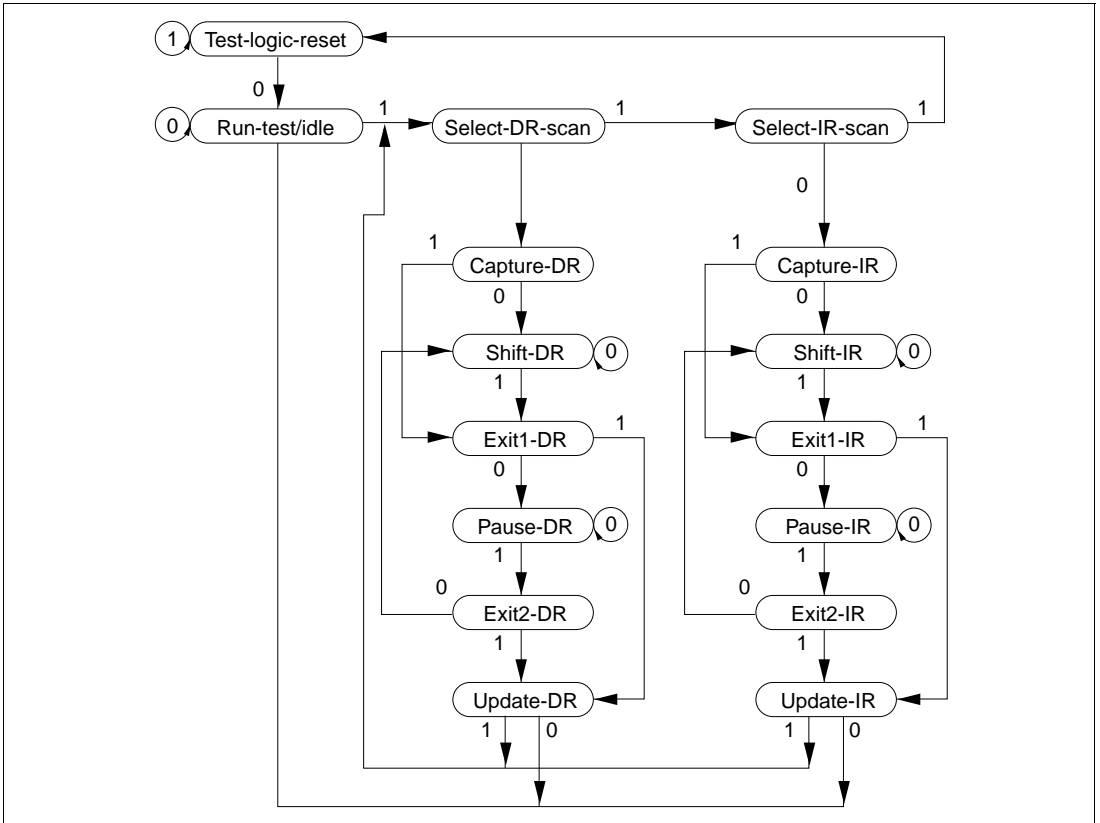 1 Test-logic-reset
0
0 Run-test/idle 1 Select-DR-scan 1 Select-IR-scan 1
0
1 Capture-DR 1 Capture-IR
0 0
Shift-DR 0 Shift-IR 0
1 1
Exit1-DR 1 Exit1-IR 1
0 0
Pause-DR 0 Pause-IR 0
1 1
0 Exit2-DR 0 Exit2-IR
1 1
Update-DR Update-IR
1 0 1 0